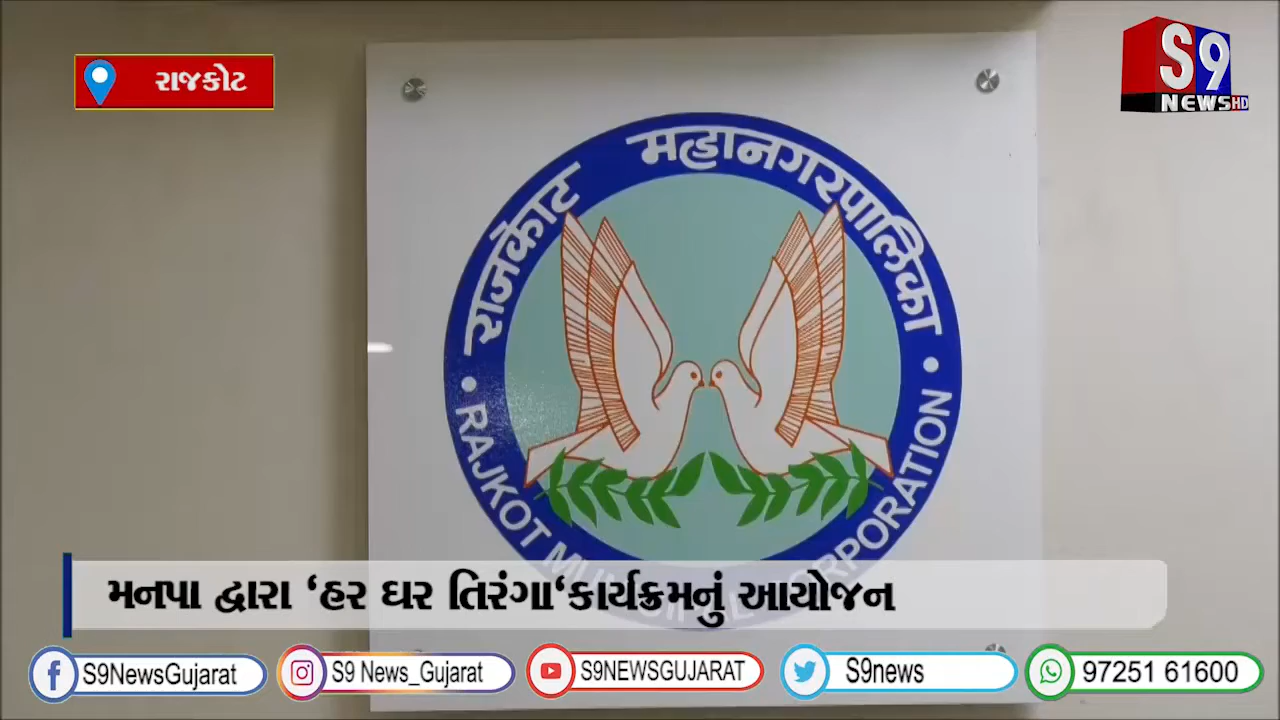 રાજકોટ
S9
NEWS HD
राजकोट महानगरपालिका
RAJKOT CORPORATION
મનપા દ્વારા ‘હર ઘર તિરંગા‘કાર્યક્રમનું આયોજન
S9NewsGujarat
S9 News_Gujarat
S9NEWSGUJARAT
S9news
97251 61600